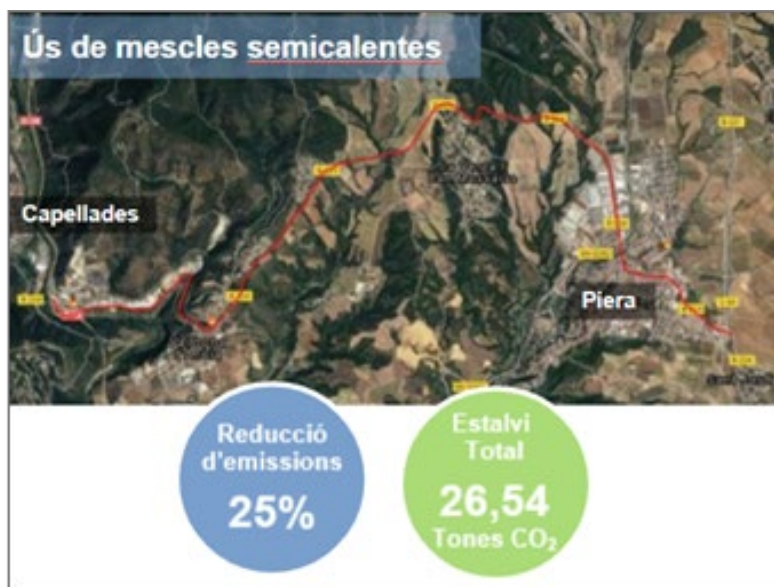 Ús de mescles semicalentes
Capellades
Piera
Reducció
d'emissions
25%
Estalvi
Total
26,54
Tones CO₂